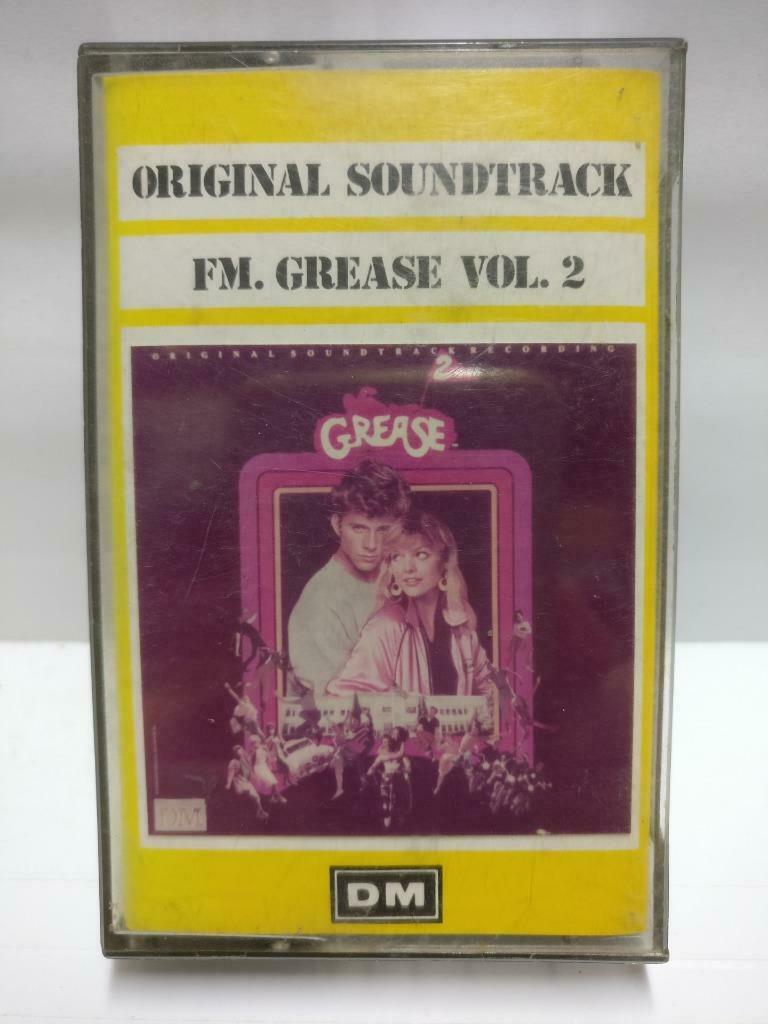 ORIGINAL SOUNDTRACK
FM. GREASE VOL. 2
ORIGINAL SOUNDTRACK RECORDING
2
GREASE
DM
DM